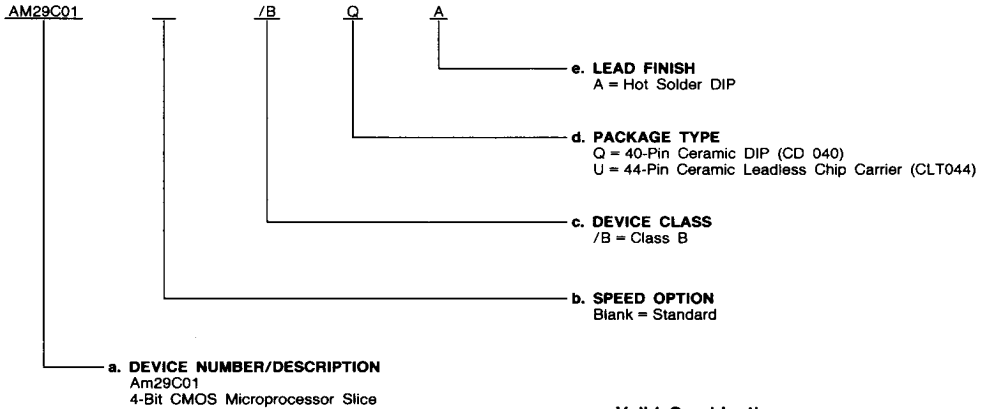 AM29C01 /B Q A
e. LEAD FINISH
A = Hot Solder DIP
d. PACKAGE TYPE
Q = 40-Pin Ceramic DIP (CD 040)
U = 44-Pin Ceramic Leadless Chip Carrier (CLT044)
c. DEVICE CLASS
/B = Class B
b. SPEED OPTION
Blank = Standard
a. DEVICE NUMBER/DESCRIPTION
Am29C01
4-Bit CMOS Microprocessor Slice